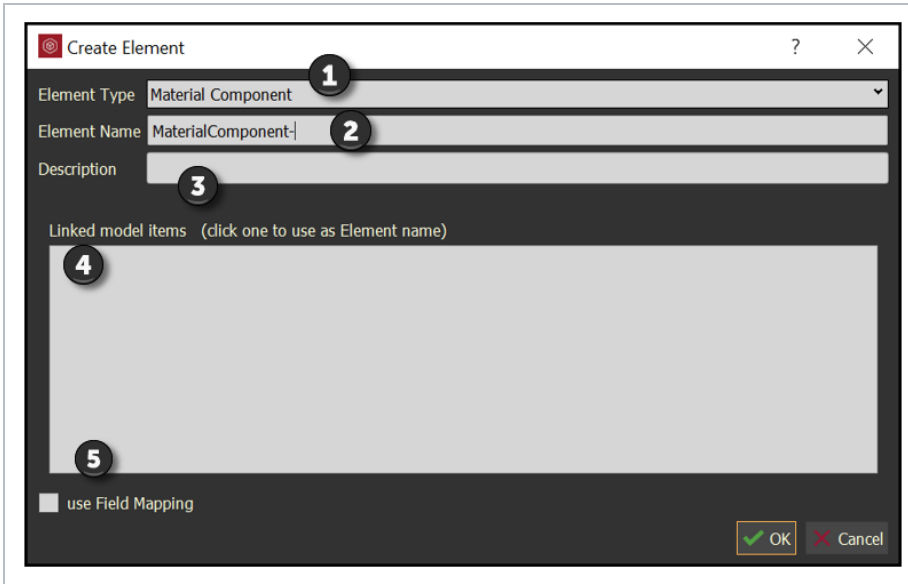 Create Element ?
1
Element Type Material Component
Element Name MaterialComponent- 2
Description
3
Linked model items (click one to use as Element name)
4
5
use Field Mapping
OK Cancel